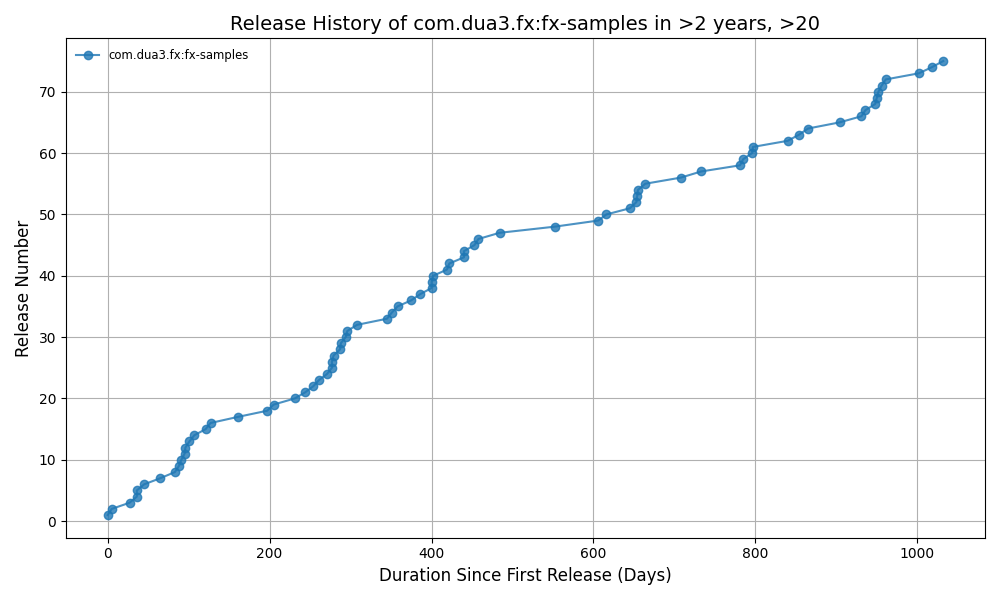 Release History of com.dua3.fx:fx-samples in >2 years, >20
com.dua3.fx:fx-samples
Release Number
70
60
50
40
30
20
10
0
0 200 400 600 800 1000
Duration Since First Release (Days)